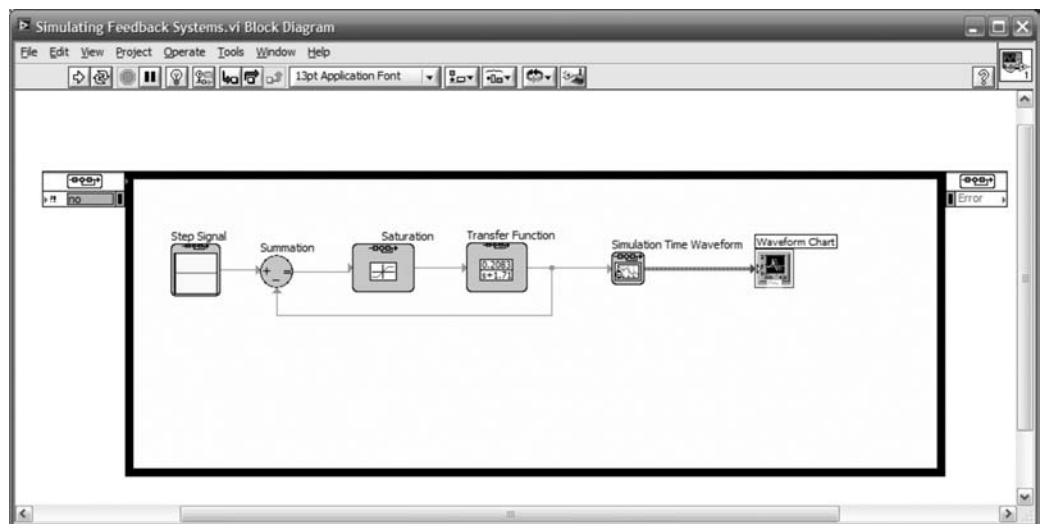 Simulating Feedback Systems.vi Block Diagram
File Edit View Project Operate Tools Window Help
13pt Application Font
1
no
Error
Step Signal
Summation
Saturation
Transfer Function
Simulation Time Waveform
Waveform Chart
0.2083
s+1.71